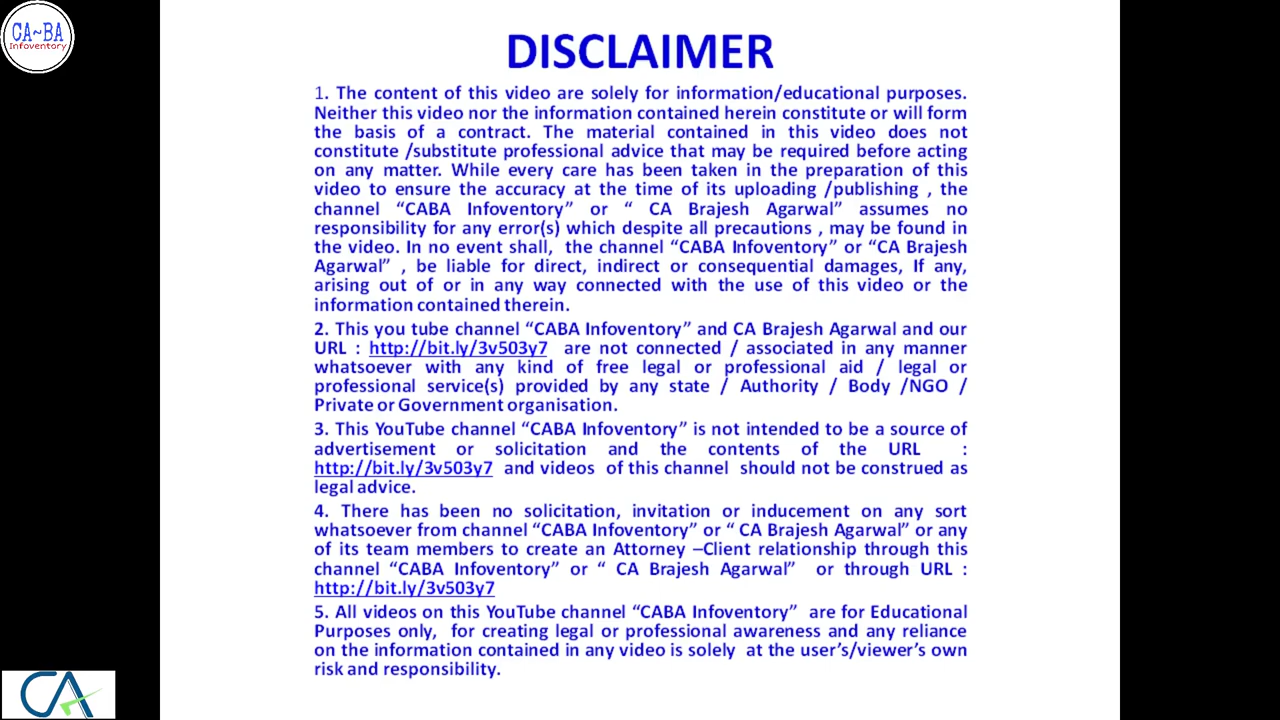 CA~BA
Infoventory
DISCLAIMER
1. The content of this video are solely for information/educational purposes.
Neither this video nor the information contained herein constitute or will form
the basis of a contract. The material contained in this video does not
constitute /substitute professional advice that may be required before acting
on any matter. While every care has been taken in the preparation of this
video to ensure the accuracy at the time of its uploading /publishing , the
channel “CABA Infoventory” or “ CA Brajesh Agarwal” assumes no
responsibility for any error(s) which despite all precautions , may be found in
the video. In no event shall, the channel “CABA Infoventory” or “CA Brajesh
Agarwal” , be liable for direct, indirect or consequential damages, If any,
arising out of or in any way connected with the use of this video or the
information contained therein.
2. This you tube channel “CABA Infoventory” and CA Brajesh Agarwal and our
URL : http://bit.ly/3v503y7 are not connected / associated in any manner
whatsoever with any kind of free legal or professional aid / legal or
professional service(s) provided by any state / Authority / Body /NGO /
Private or Government organisation.
3. This YouTube channel “CABA Infoventory” is not intended to be a source of
advertisement or solicitation and the contents of the URL :
http://bit.ly/3v503y7 and videos of this channel should not be construed as
legal advice.
4. There has been no solicitation, invitation or inducement on any sort
whatsoever from channel “CABA Infoventory” or “ CA Brajesh Agarwal” or any
of its team members to create an Attorney –Client relationship through this
channel “CABA Infoventory” or “ CA Brajesh Agarwal” or through URL :
http://bit.ly/3v503y7
5. All videos on this YouTube channel “CABA Infoventory” are for Educational
Purposes only, for creating legal or professional awareness and any reliance
on the information contained in any video is solely at the user’s/viewer’s own
risk and responsibility.
CA